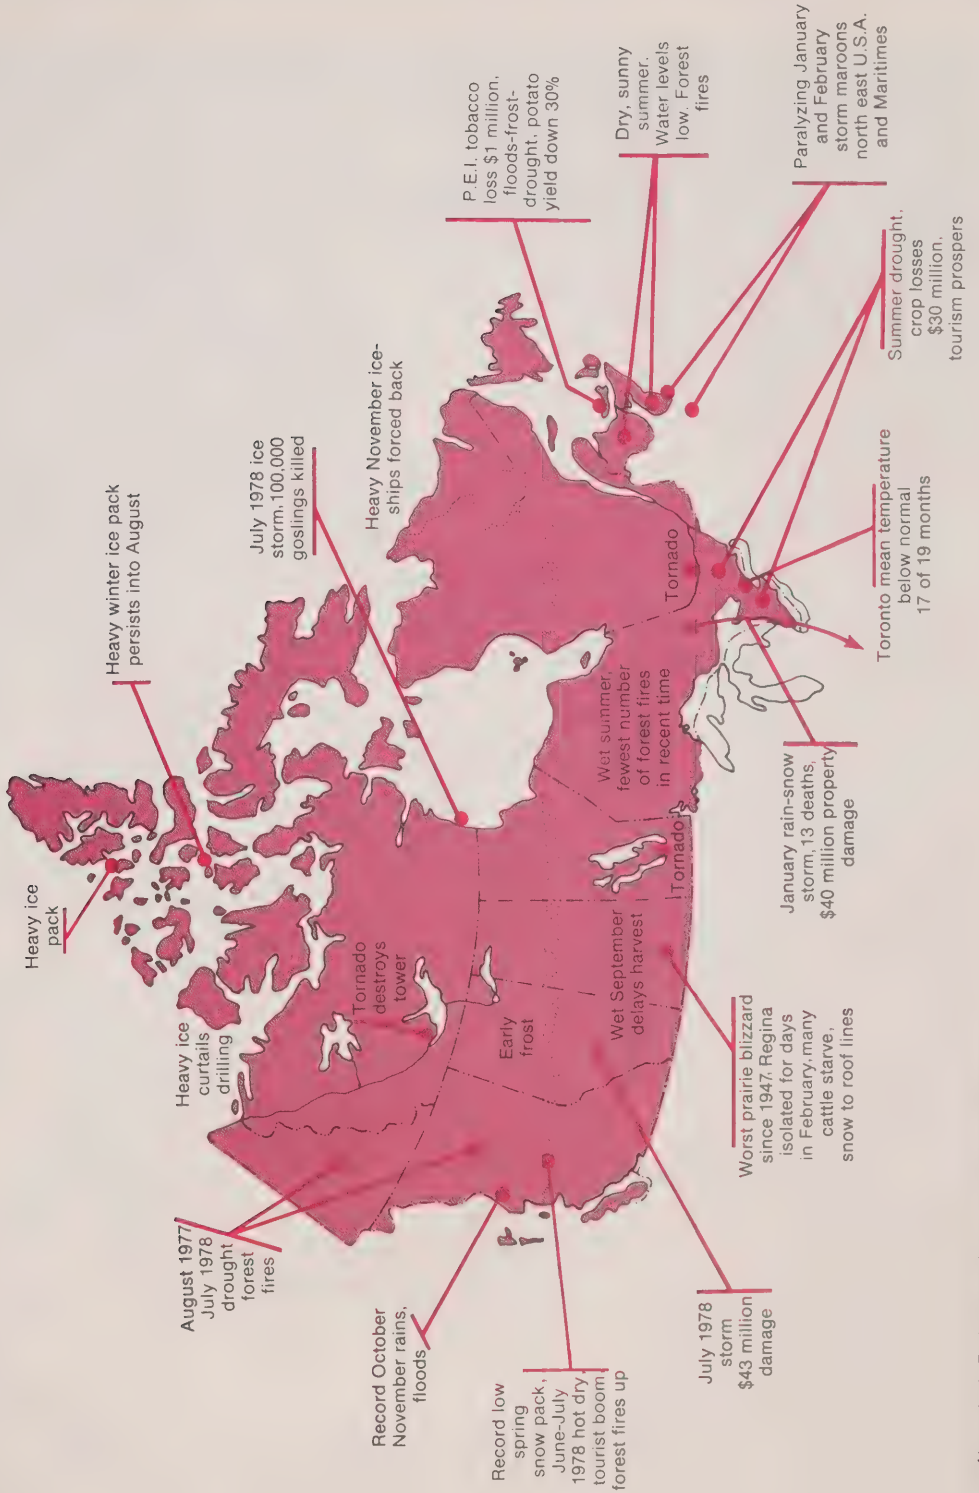 Heavy ice
pack
Heavy winter ice pack
persists into August
July 1978 ice
storm, 100,000
goslings killed
Heavy November ice-
ships forced back
P.E.I. tobacco
loss $1 million,
floods-frost-
drought, potato
yield down 30%
Dry, sunny
summer.
Water levels
low. Forest
fires
Paralyzing January
and February
storm maroons
north east U.S.A.
and Maritimes
Summer drought,
crop losses
$30 million,
tourism prospers
Toronto mean temperature
below normal
17 of 19 months
January rain-snow
storm, 13 deaths,
$40 million property
damage
Worst prairie blizzard
since 1947. Regina
isolated for days
in February, many
cattle starve,
snow to roof lines
July 1978
storm
$43 million
damage
Record low
spring
snow pack,
June-July
1978 hot dry,
tourist boom,
forest fires up
Record October
November rains,
floods
August 1977
July 1978
drought
forest
fires
Heavy ice
curtails
drilling
Tornado
destroys
tower
Early
frost
Wet September
delays harvest
Tornado
Wet summer,
fewest number
of forest fires
in recent time
Tornado